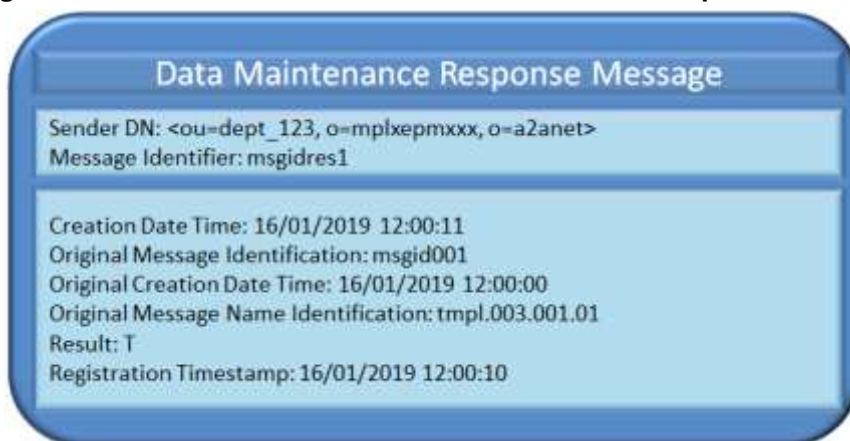 Data Maintenance Response Message
Sender DN: <ou=dept_123, o=mplxepmxxx, o=a2anet>
Message Identifier: msgidres1
Creation Date Time: 16/01/2019 12:00:11
Original Message Identification: msgid001
Original Creation Date Time: 16/01/2019 12:00:00
Original Message Name Identification: tmpl.003.001.01
Result: T
Registration Timestamp: 16/01/2019 12:00:10